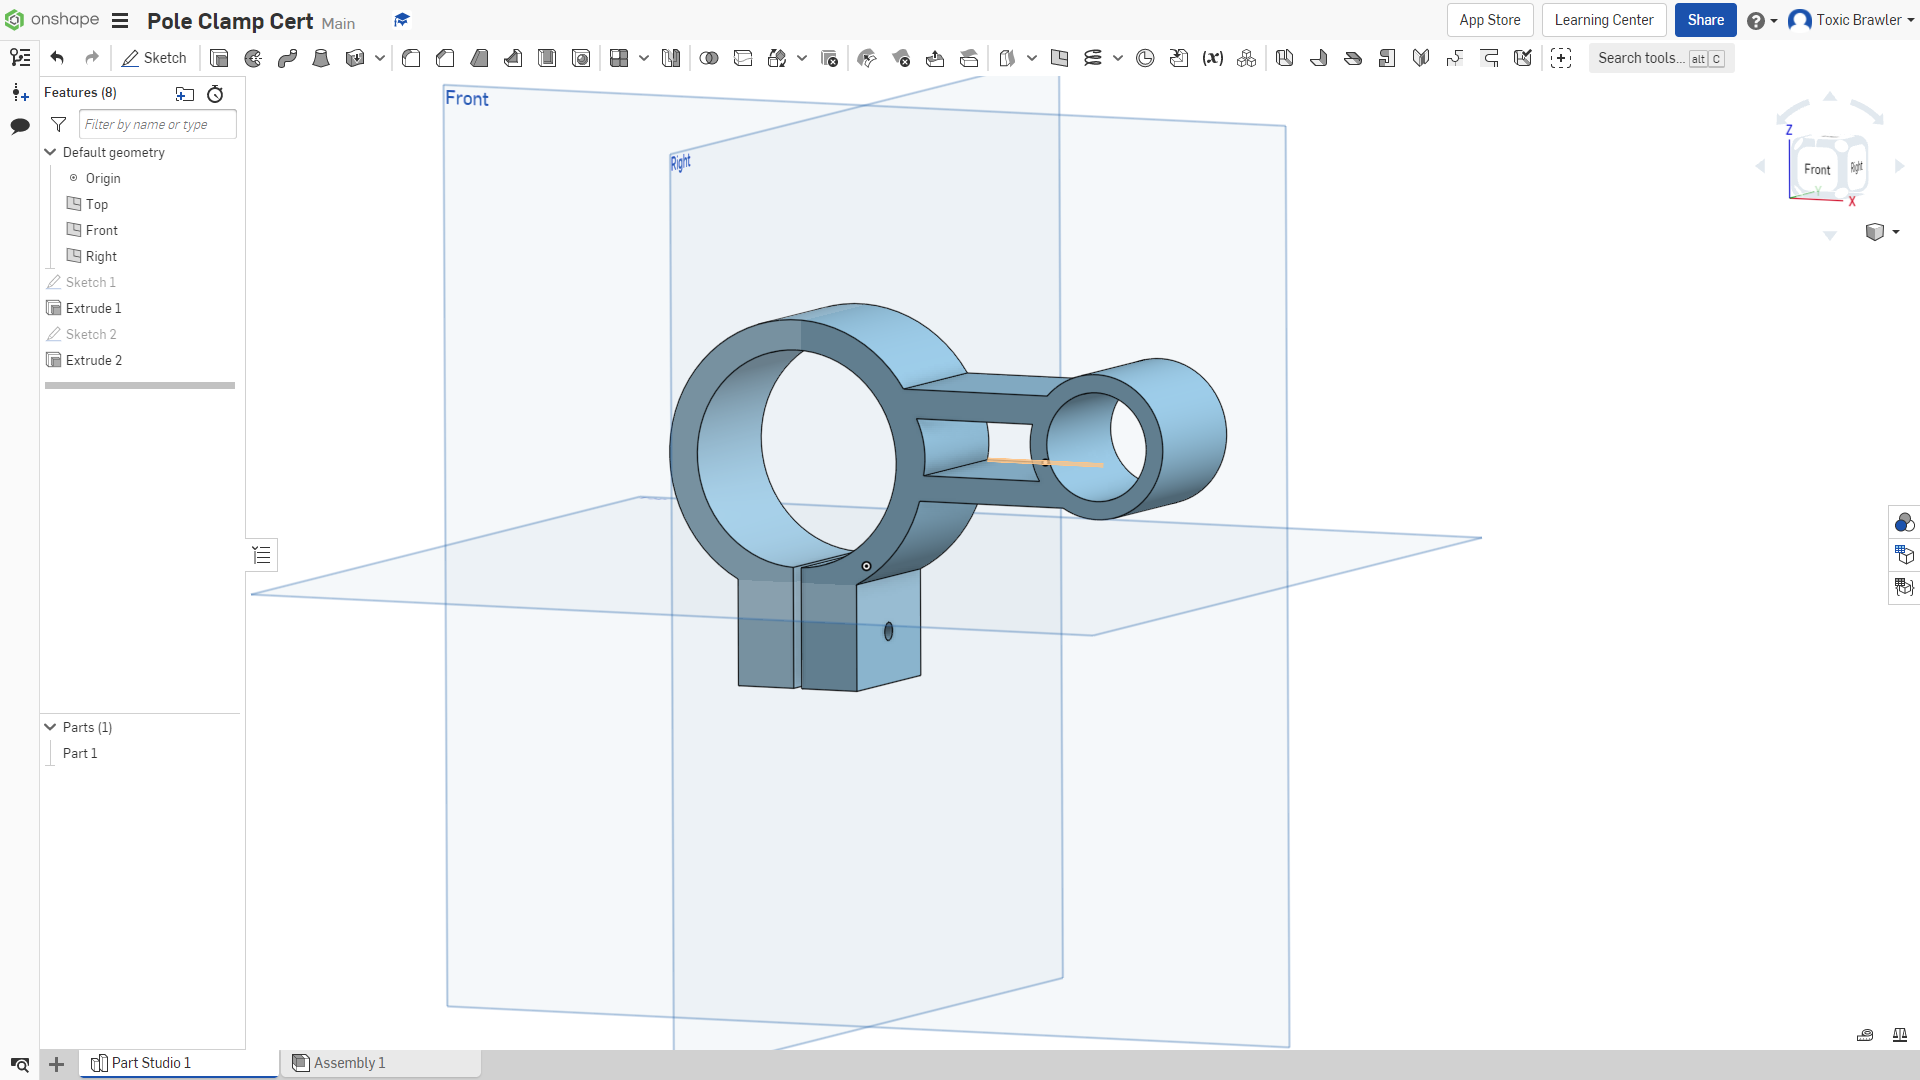 onshape Pole Clamp Cert Main App Store Learning Center Share Toxic Brawler
Sketch (x) Search tools... alt C
Features (8)
Filter by name or type
Default geometry
Origin
Top
Front
Right
Sketch 1
Extrude 1
Sketch 2
Extrude 2
Parts (1)
Part 1
Front
Right
Z
Front
Right
Y
X
Part Studio 1
Assembly 1